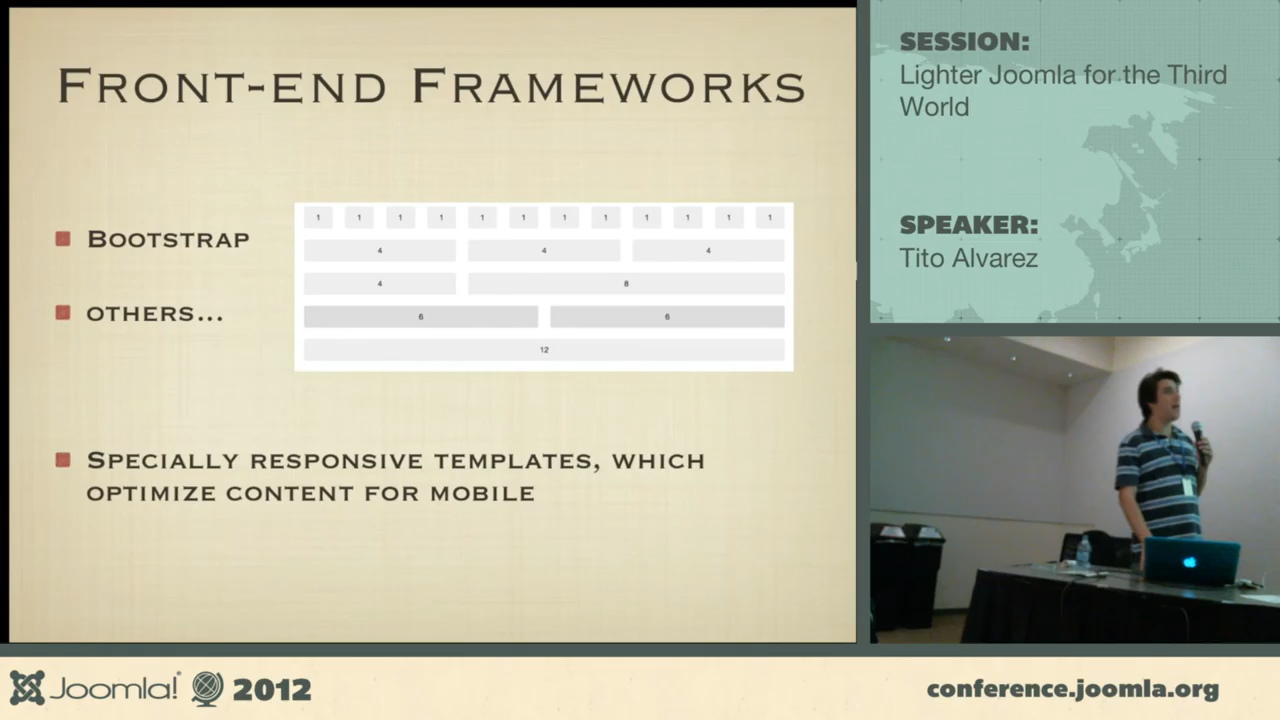 FRONT-END FRAMEWORKS
BOOTSTRAP
OTHERS...
1 1 1 1 1 1 1 1 1 1 1 1
4 4 4
4 8
6 6
12
SPECIALLY RESPONSIVE TEMPLATES, WHICH
OPTIMIZE CONTENT FOR MOBILE
SESSION:
Lighter Joomla for the Third
World
SPEAKER:
Tito Alvarez
Joomla! 2012
conference.joomla.org